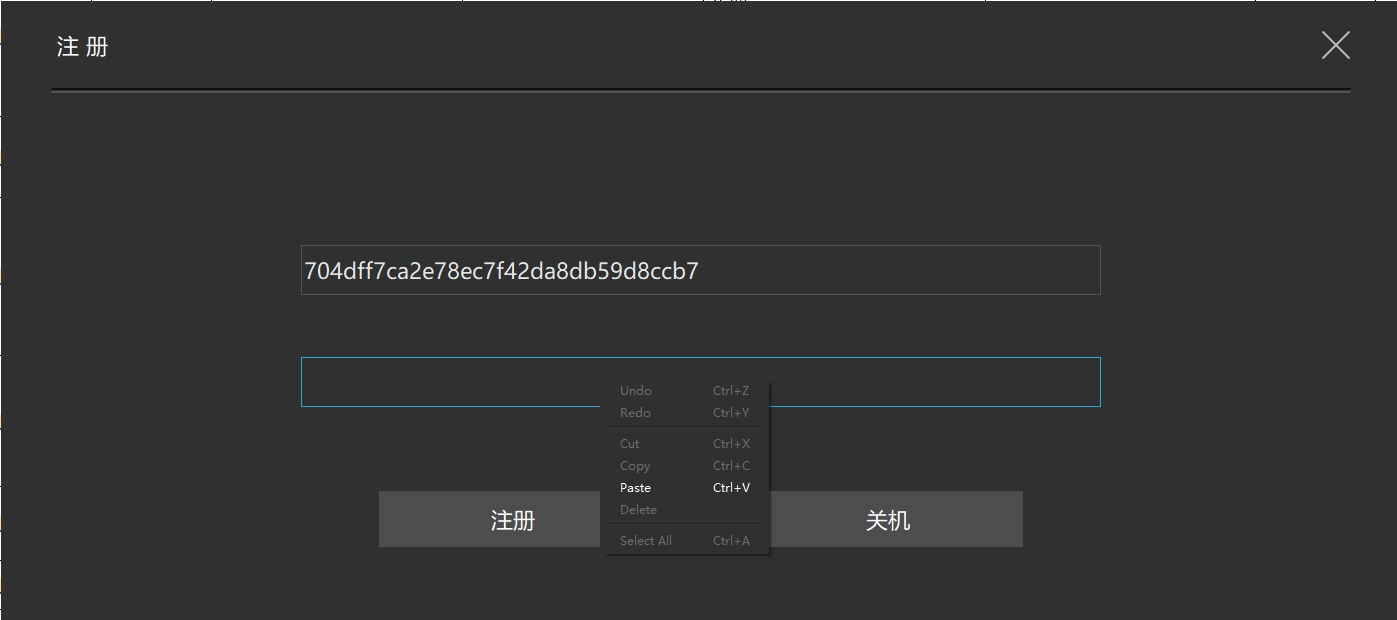 注 册
704dff7ca2e78ec7f42da8db59d8ccb7
Undo Ctrl+Z
Redo Ctrl+Y
Cut Ctrl+X
Copy Ctrl+C
Paste Ctrl+V
Delete
Select All Ctrl+A
注册
关机